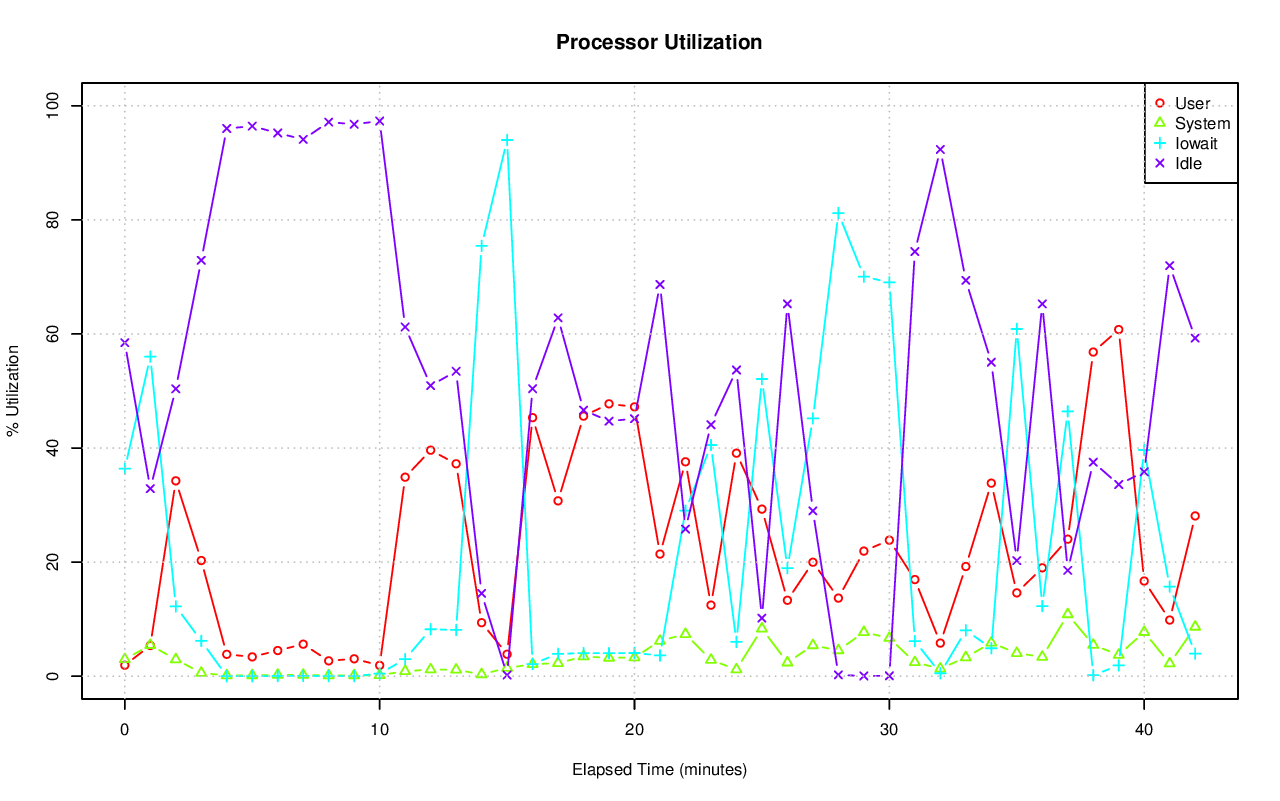 Processor Utilization
User
System
Iowait
Idle
% Utilization
100
80
60
40
20
0
0 10 20 30 40
Elapsed Time (minutes)